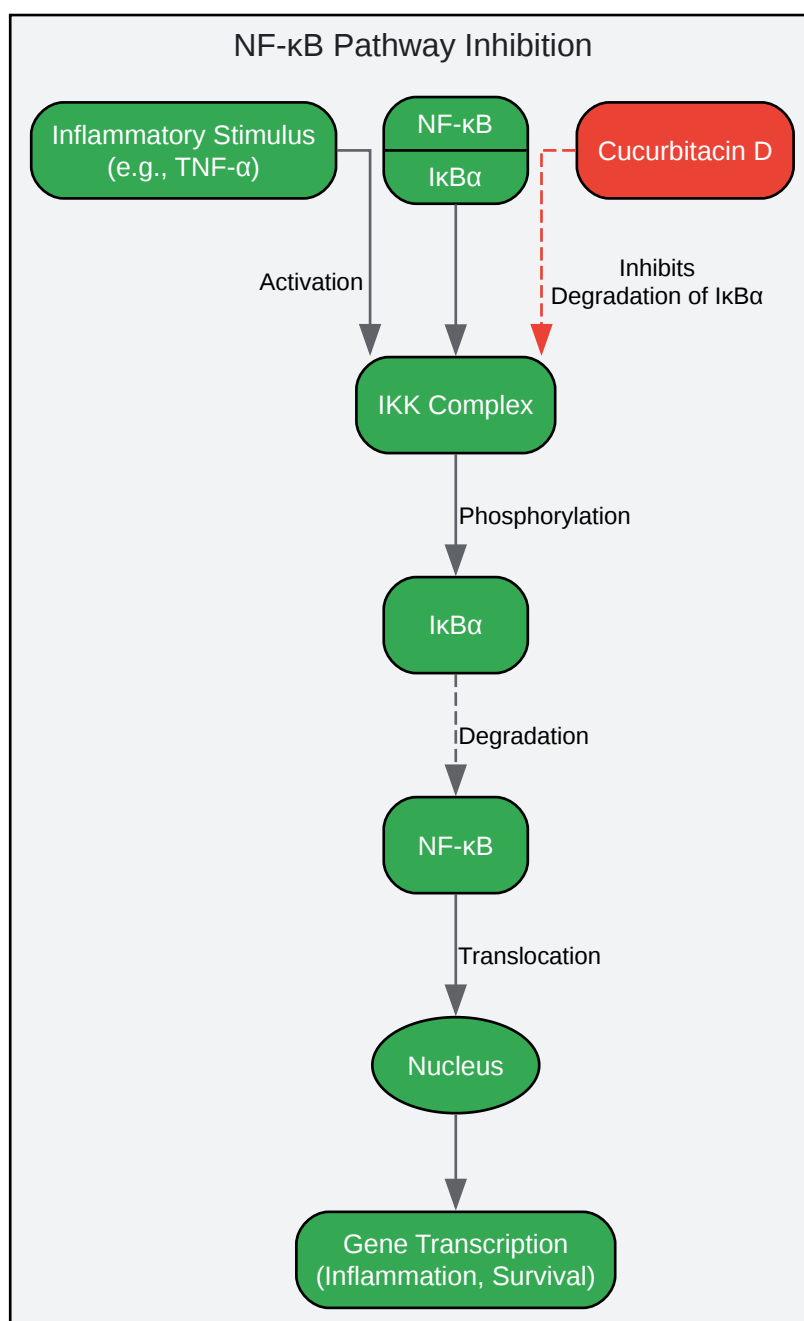 NF-κB Pathway Inhibition
Inflammatory Stimulus
(e.g., TNF-α)
NF-κB
IκBα
Cucurbitacin D
Activation
Inhibits
Degradation of IκBα
IKK Complex
Phosphorylation
IκBα
Degradation
NF-κB
Translocation
Nucleus
Gene Transcription
(Inflammation, Survival)